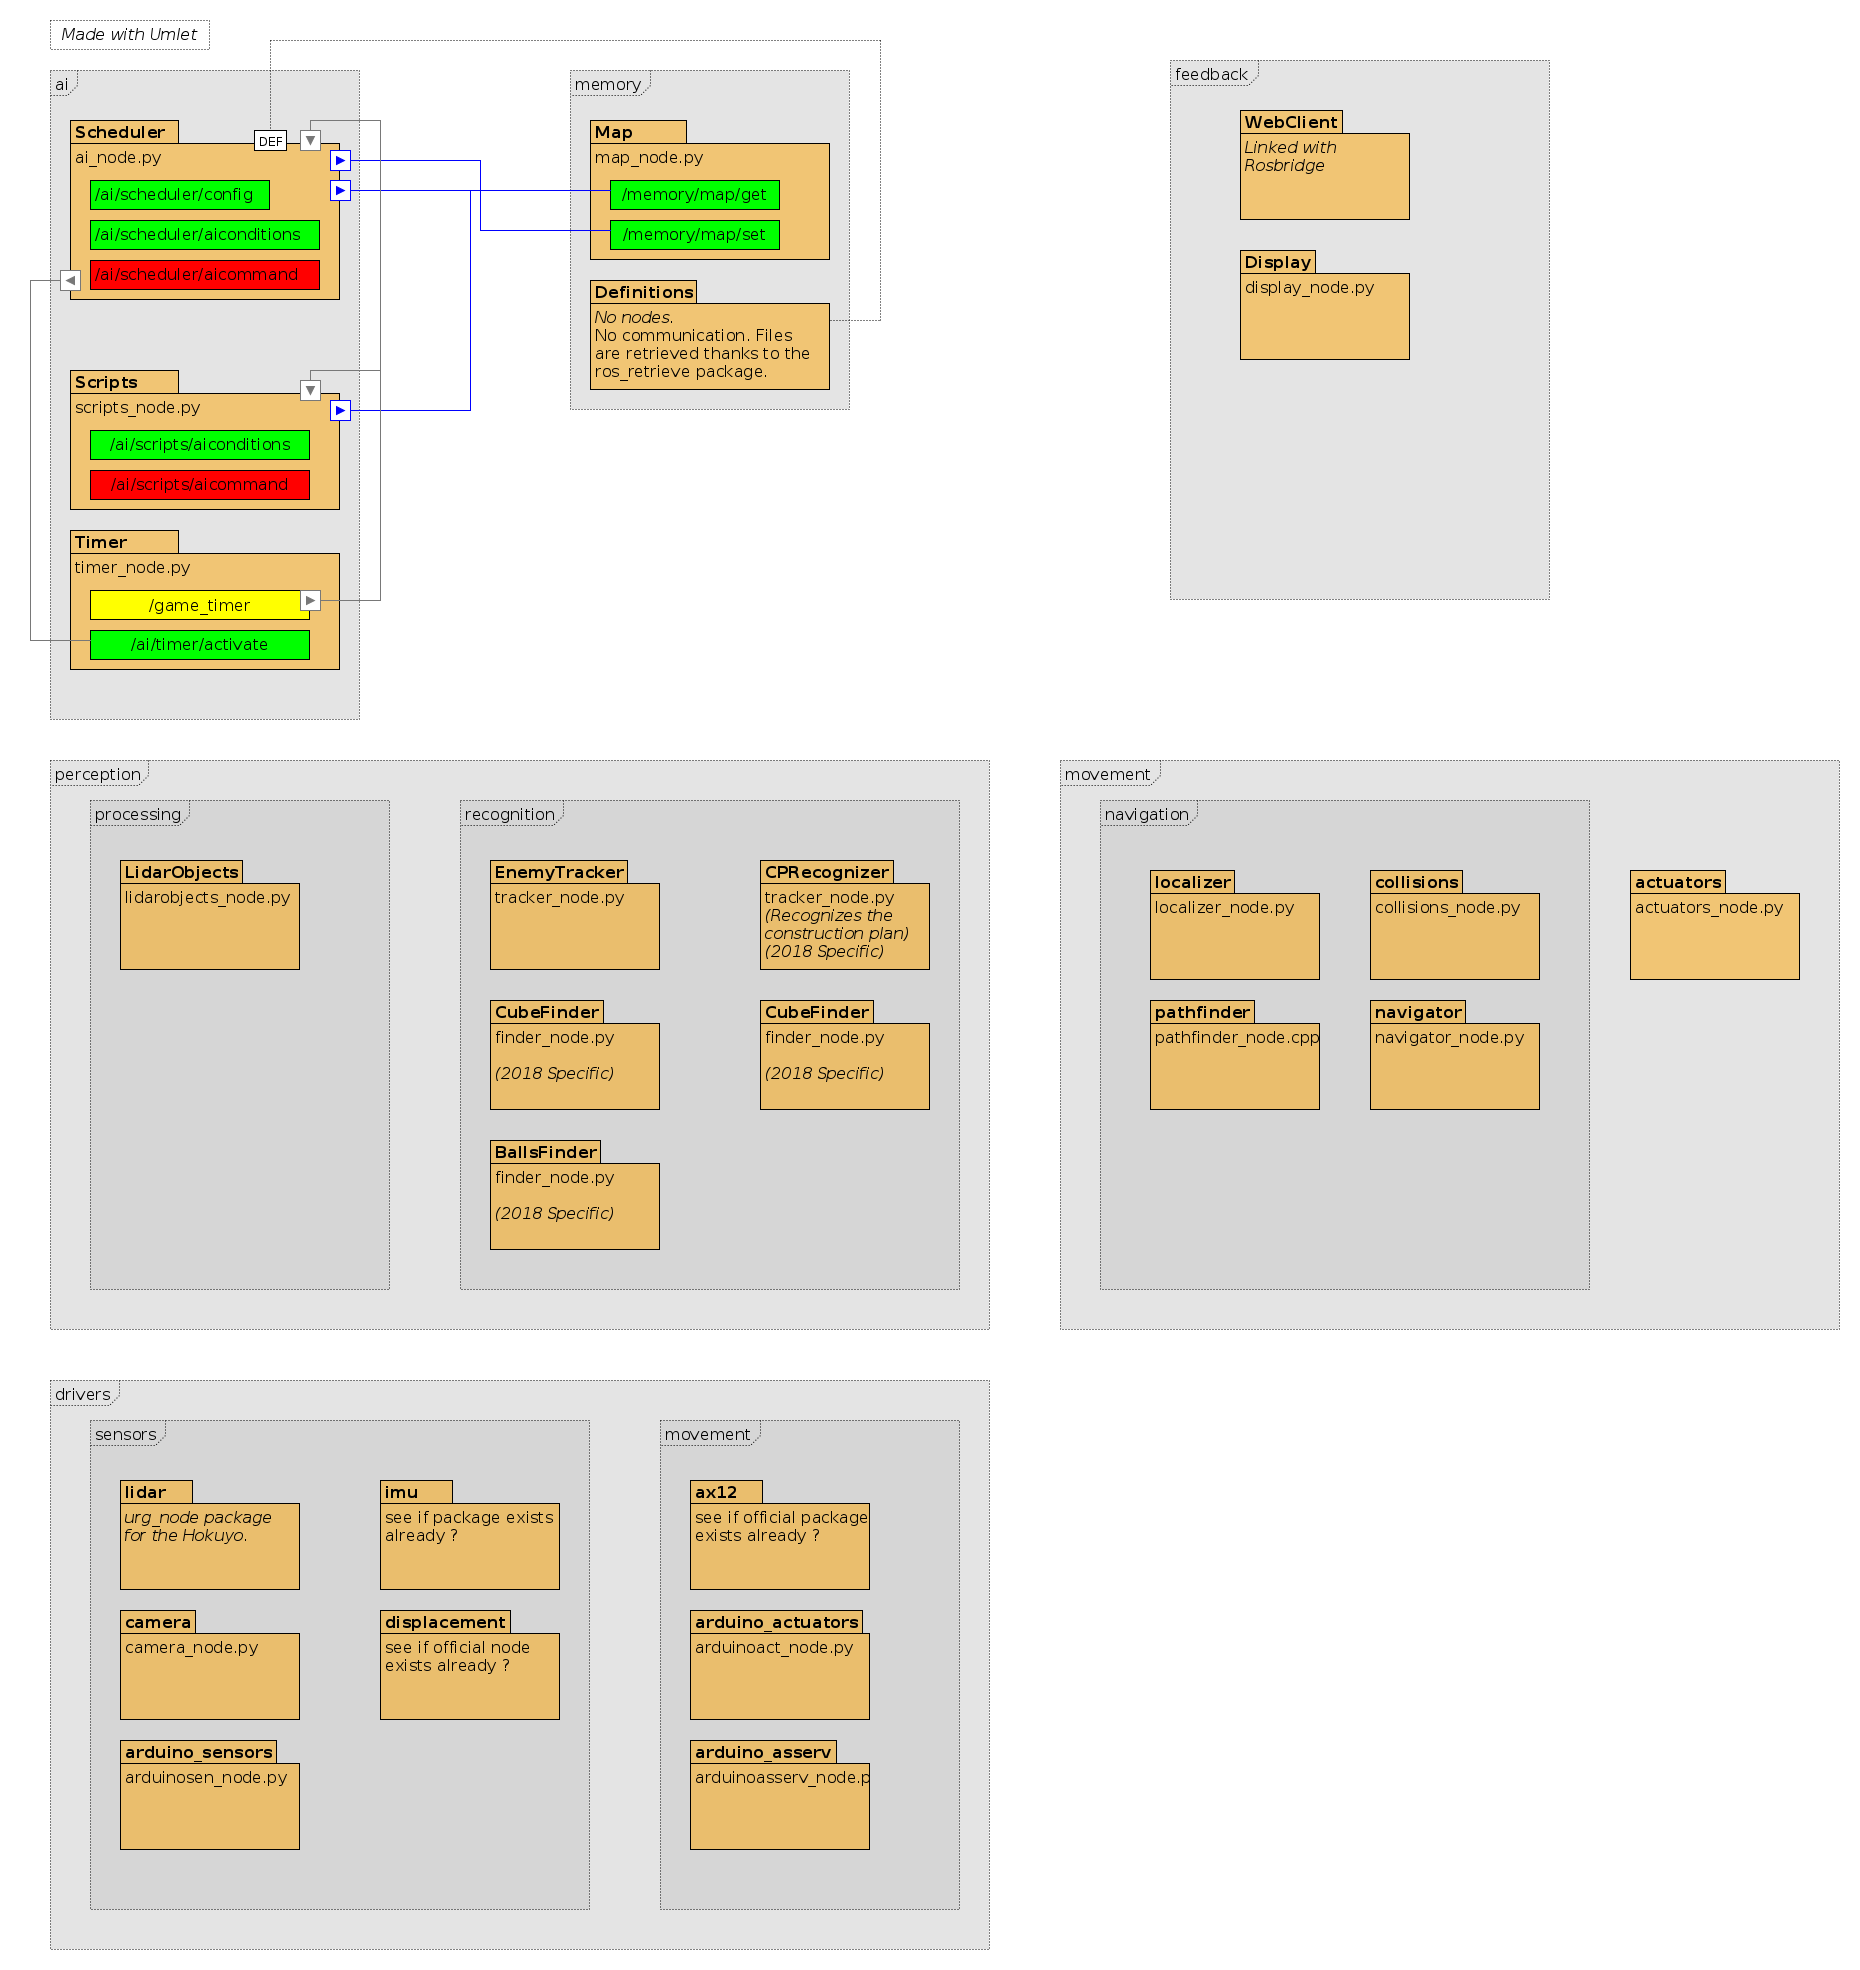 Made with Umlet
ai
Scheduler
DEF
ai_node.py
/ai/scheduler/config
/ai/scheduler/aiconditions
/ai/scheduler/aicommand
Scripts
scripts_node.py
/ai/scripts/aiconditions
/ai/scripts/aicommand
Timer
timer_node.py
/game_timer
/ai/timer/activate
memory
Map
map_node.py
/memory/map/get
/memory/map/set
Definitions
No nodes.
No communication. Files
are retrieved thanks to the
ros_retrieve package.
feedback
WebClient
Linked with
Rosbridge
Display
display_node.py
perception
processing
LidarObjects
lidarobjects_node.py
recognition
EnemyTracker
tracker_node.py
CPRecognizer
tracker_node.py
(Recognizes the
construction plan)
(2018 Specific)
CubeFinder
finder_node.py
(2018 Specific)
CubeFinder
finder_node.py
(2018 Specific)
BallsFinder
finder_node.py
(2018 Specific)
movement
navigation
localizer
localizer_node.py
collisions
collisions_node.py
actuators
actuators_node.py
pathfinder
pathfinder_node.cpp
navigator
navigator_node.py
drivers
sensors
lidar
urg_node package
for the Hokuyo.
imu
see if package exists
already ?
camera
camera_node.py
displacement
see if official node
exists already ?
arduino_sensors
arduinosen_node.py
movement
ax12
see if official package
exists already ?
arduino_actuators
arduinoact_node.py
arduino_asserv
arduinoasserv_node.p